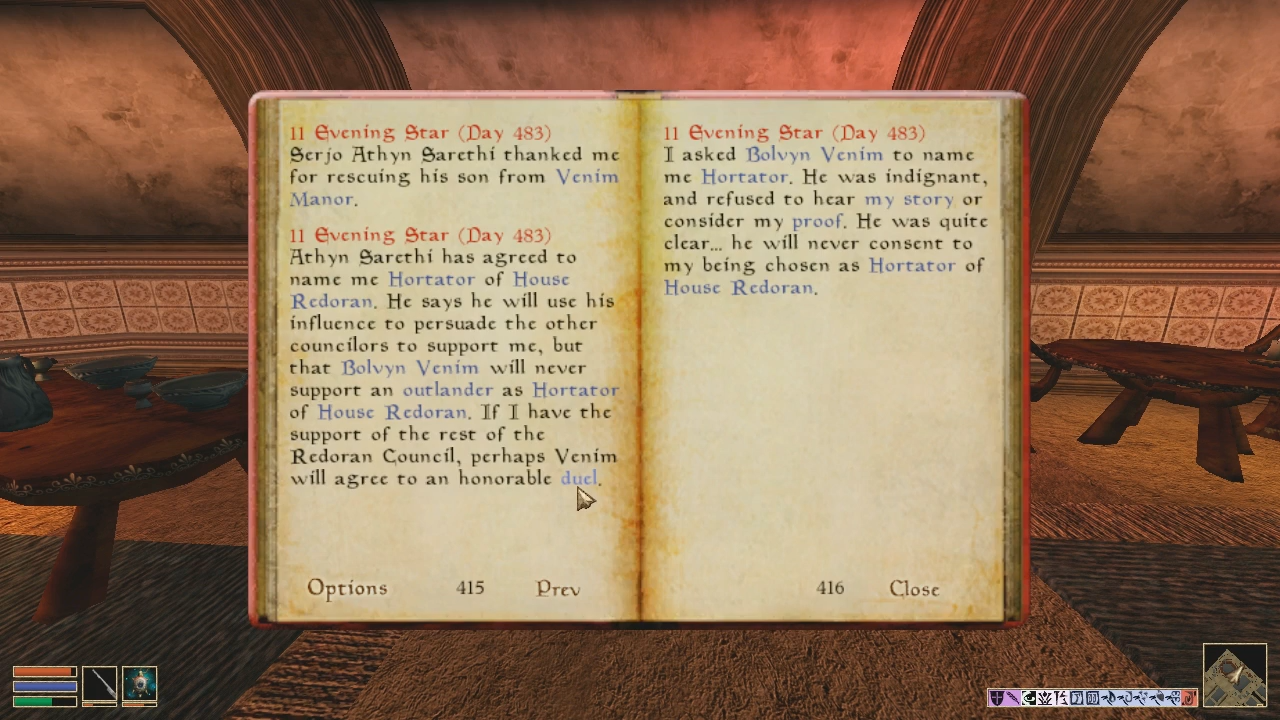 11 Evening Star (Day 483)
Serjo Athyn Sarethi thanked me
for rescuing his son from Venim
Manor.
11 Evening Star (Day 483)
Athyn Sarethi has agreed to
name me Hortator of House
Redoran. He says he will use his
influence to persuade the other
councilors to support me, but
that Bolvyn Venim will never
support an outlander as Hortator
of House Redoran. If I have the
support of the rest of the
Redoran Council, perhaps Venim
will agree to an honorable duel.
11 Evening Star (Day 483)
I asked Bolvyn Venim to name
me Hortator. He was indignant,
and refused to hear my story or
consider my proof. He was quite
clear... he will never consent to
my being chosen as Hortator of
House Redoran.
Options 415 Prev
416 Close